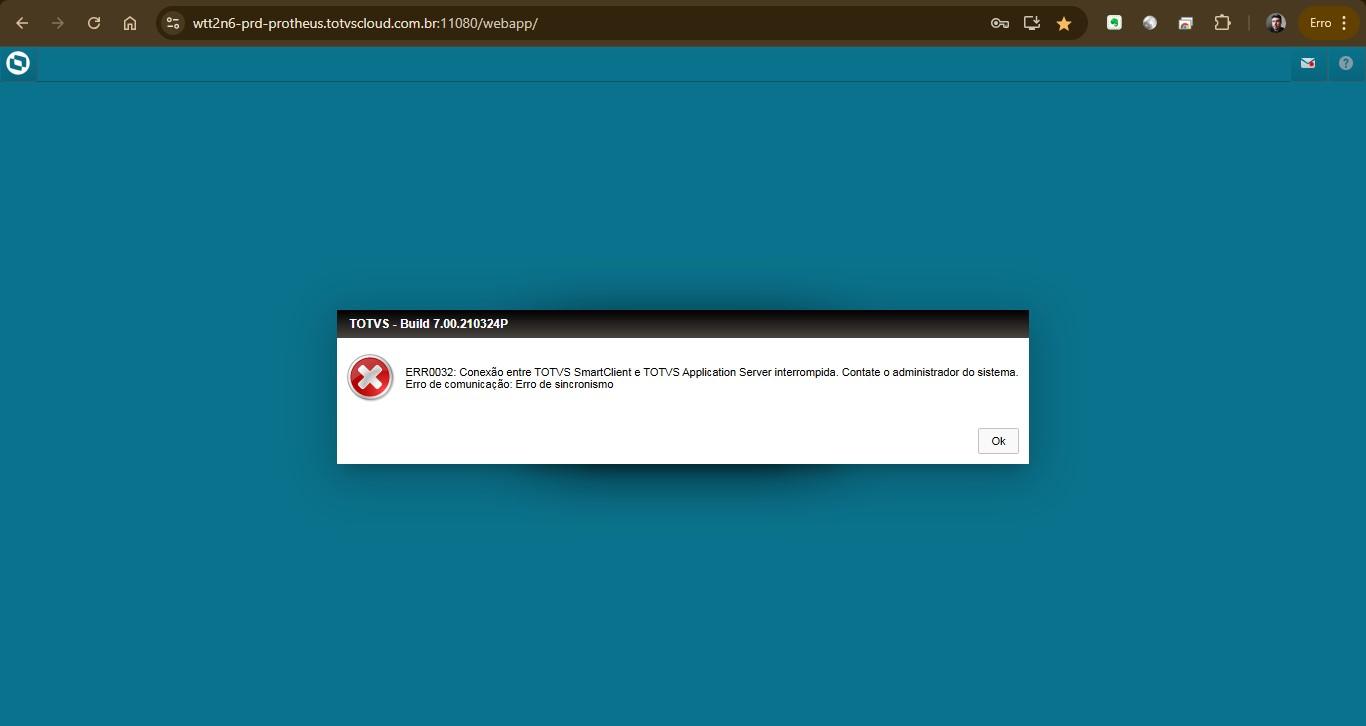 wtt2n6-prd-protheus.totvscloud.com.br:11080/webapp/
Erro
TOTVS - Build 7.00.210324P
ERR0032: Conexão entre TOTVS SmartClient e TOTVS Application Server interrompida. Contate o administrador do sistema.
Erro de comunicação: Erro de sincronismo
Ok